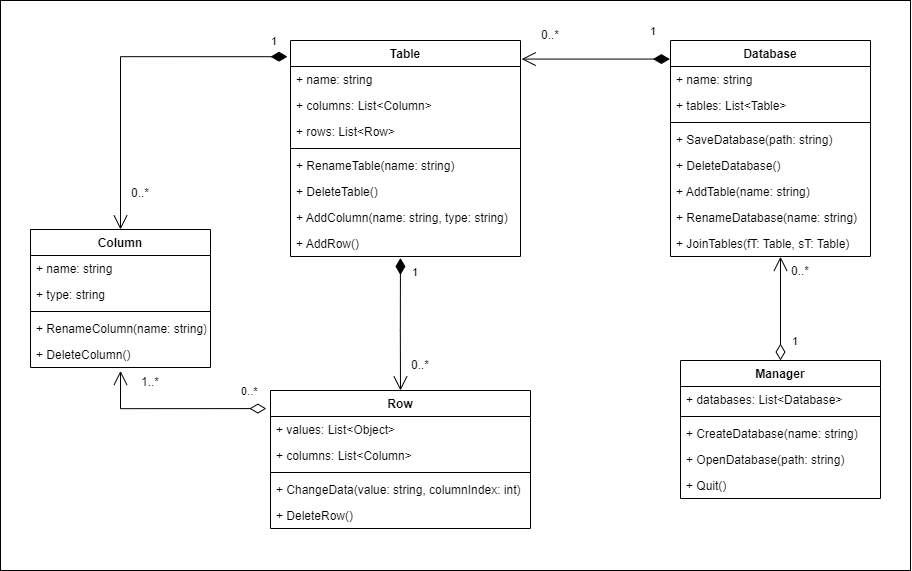 1
0..*
1
Table
+ name: string
+ columns: List<Column>
+ rows: List<Row>
+ RenameTable(name: string)
+ DeleteTable()
+ AddColumn(name: string, type: string)
+ AddRow()
Database
+ name: string
+ tables: List<Table>
+ SaveDatabase(path: string)
+ DeleteDatabase()
+ AddTable(name: string)
+ RenameDatabase(name: string)
+ JoinTables(fT: Table, sT: Table)
0..*
Column
+ name: string
+ type: string
+ RenameColumn(name: string)
+ DeleteColumn()
1
0..*
1
0..*
1..*
0..*
Row
+ values: List<Object>
+ columns: List<Column>
+ ChangeData(value: string, columnIndex: int)
+ DeleteRow()
Manager
+ databases: List<Database>
+ CreateDatabase(name: string)
+ OpenDatabase(path: string)
+ Quit()